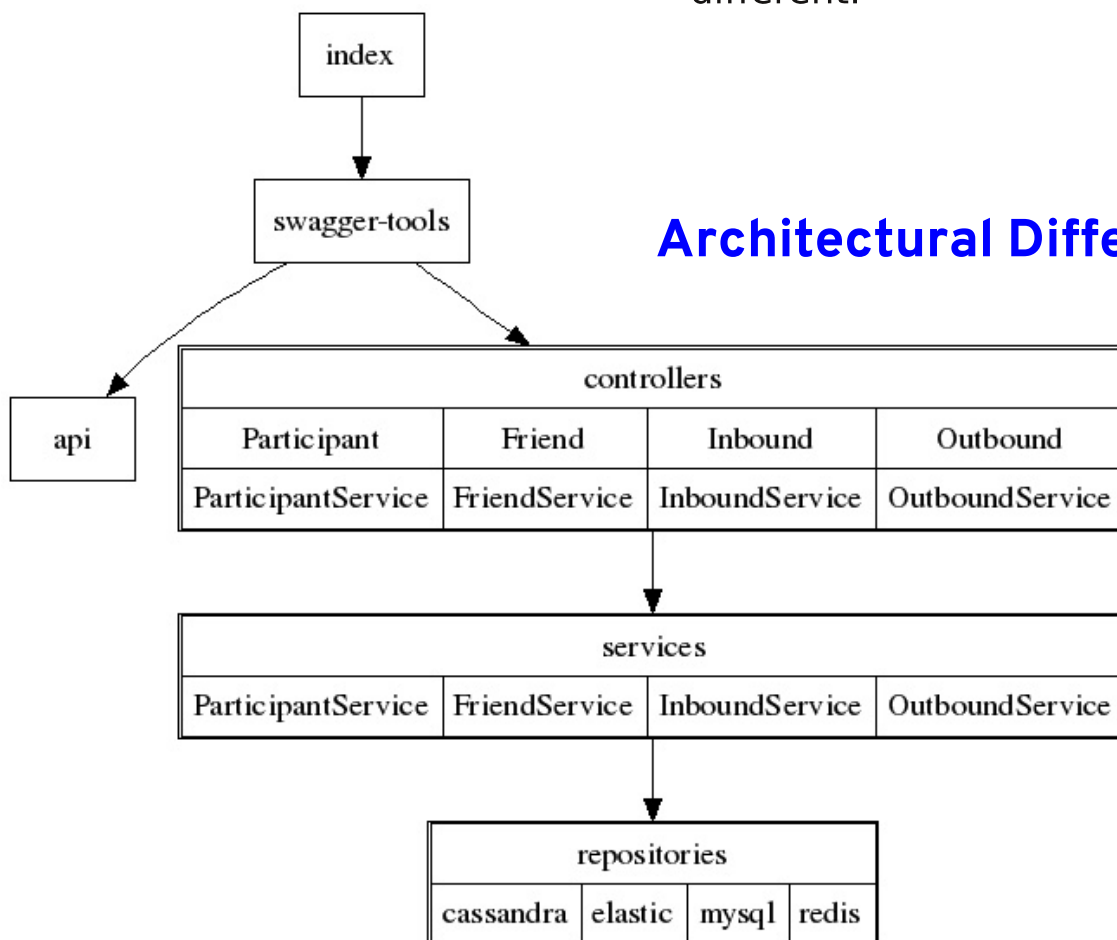 different.
index
swagger-tools
Architectural Diffe
controllers
api
Participant Friend Inbound Outbound
ParticipantService FriendService InboundService OutboundService
services
ParticipantService FriendService InboundService OutboundService
repositories
cassandra elastic mysql redis